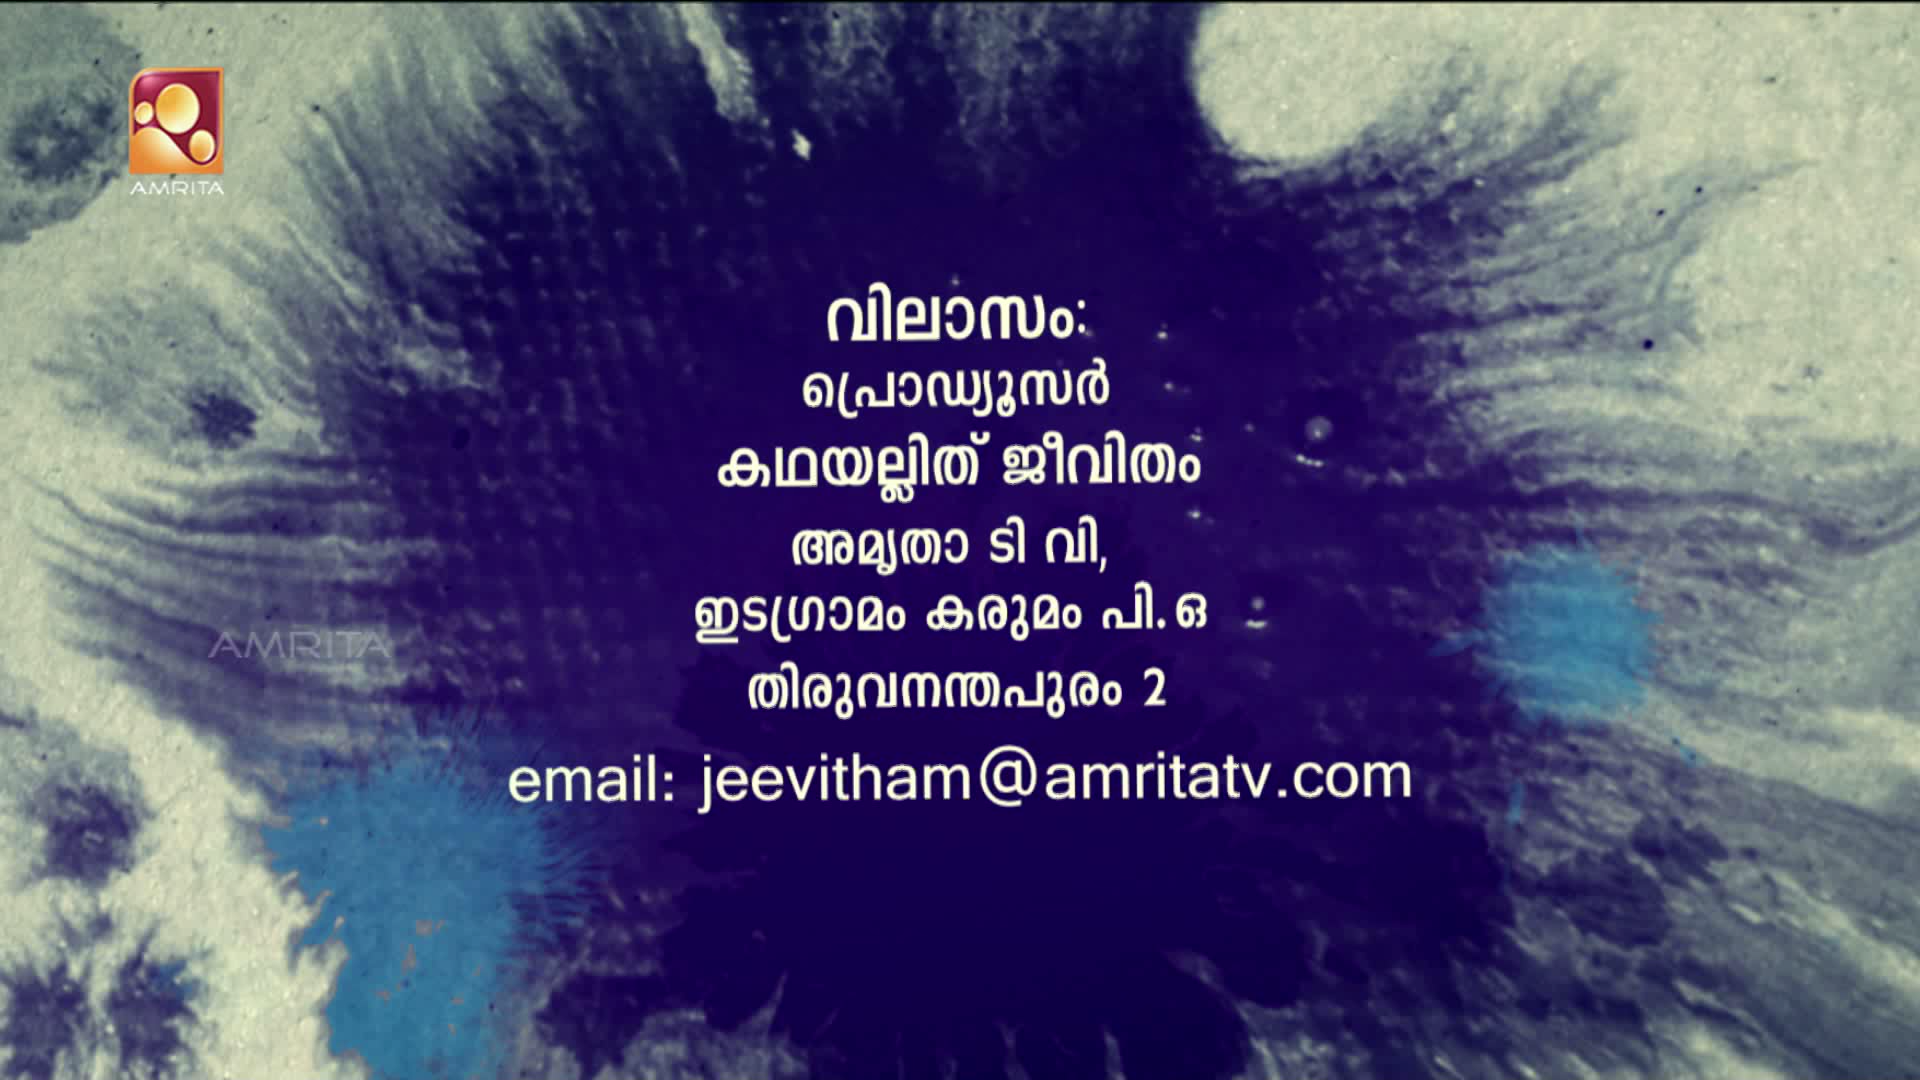 AMRITA
വിലാസം:
പ്രൊഡ്യൂസർ
കഥയല്ലിത് ജീവിതം
അമൃതാ ടി വി,
ഇടഗ്രാമം കരുമം പി. ഒ
AMRITA
തിരുവനന്തപുരം 2
email: jeevitham@amritatv.com